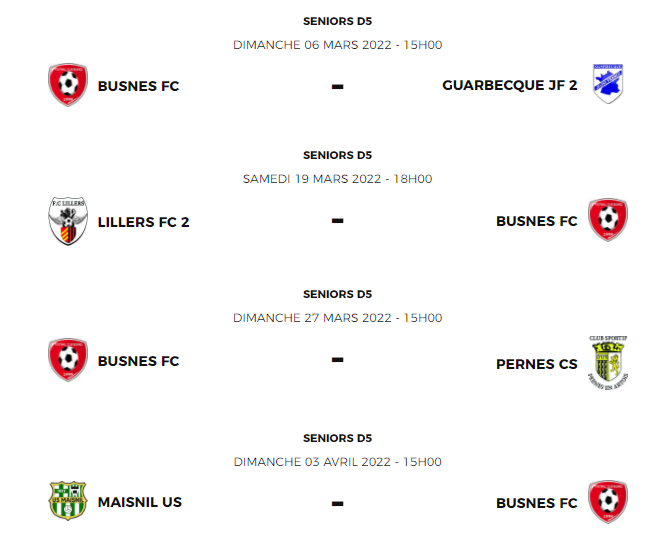 SENIORS D5
DIMANCHE 06 MARS 2022 - 15H00
BUSNES FC - GUARBECQUE JF 2
SENIORS D5
SAMEDI 19 MARS 2022 - 18H00
F.C LILLERS
LILLERS FC 2 - BUSNES FC
SENIORS D5
DIMANCHE 27 MARS 2022 - 15H00
CLUB SPORTIF
BUSNES FC - PERNES CS
PERNES EN ARTOIS
SENIORS D5
DIMANCHE 03 AVRIL 2022 - 15H00
US MAISNIL
MAISNIL US - BUSNES FC